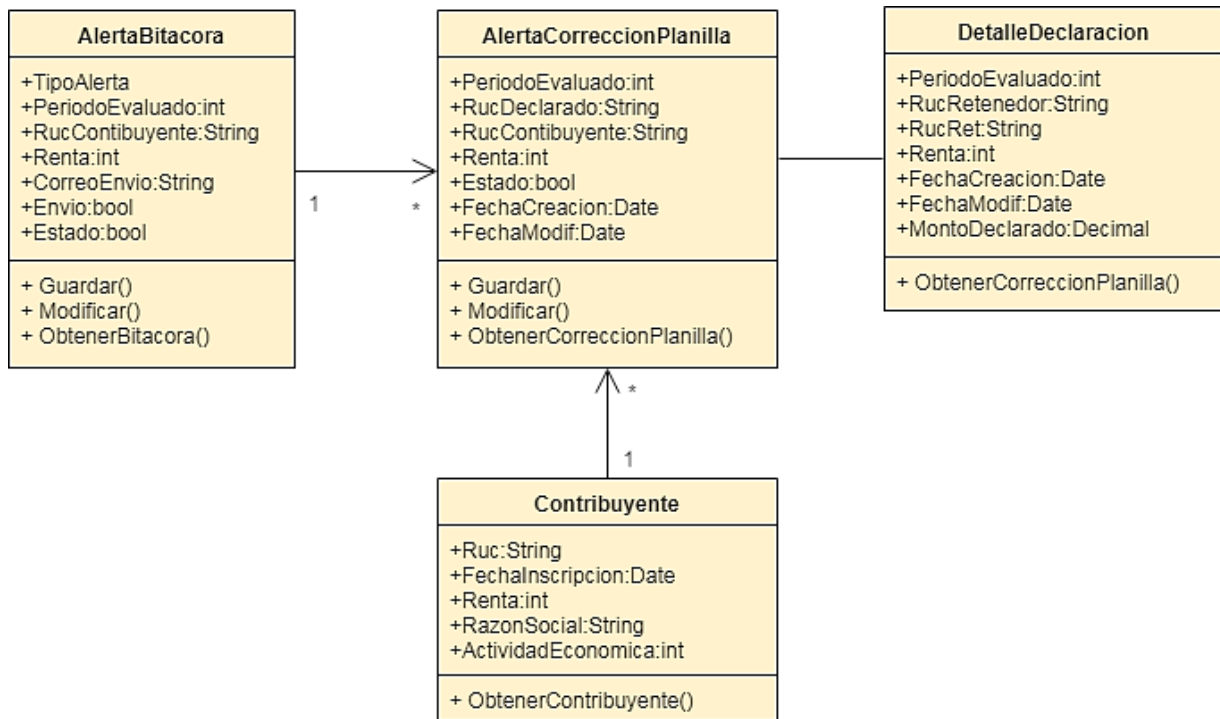 AlertaBitacora
+TipoAlerta
+PeriodoEvaluado:int
+RucContibuyente:String
+Renta:int
+CorreoEnvio:String
+Envio:bool
+Estado:bool
+ Guardar()
+ Modificar()
+ ObtenerBitacora()
1
*
AlertaCorreccionPlanilla
+PeriodoEvaluado:int
+RucDeclarado:String
+RucContibuyente:String
+Renta:int
+Estado:bool
+FechaCreacion:Date
+FechaModif:Date
+ Guardar()
+ Modificar()
+ ObtenerCorreccionPlanilla()
DetalleDeclaracion
+PeriodoEvaluado:int
+RucRetenedor:String
+RucRet:String
+Renta:int
+FechaCreacion:Date
+FechaModif:Date
+MontoDeclarado:Decimal
+ ObtenerCorreccionPlanilla()
*
1
Contribuyente
+Ruc:String
+FechaInscripcion:Date
+Renta:int
+RazonSocial:String
+ActividadEconomica:int
+ ObtenerContribuyente()